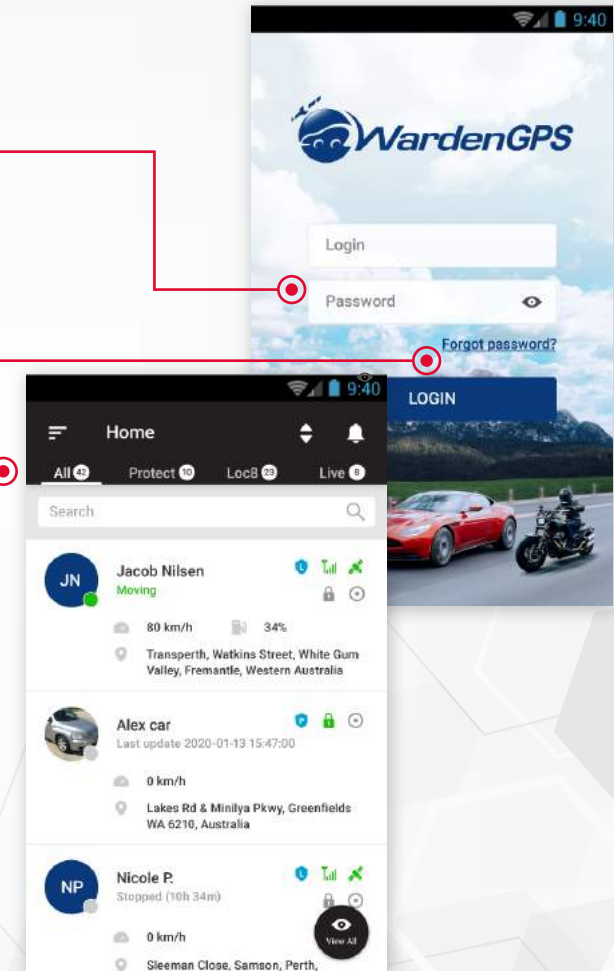 9:40
WardenGPS
Login
Password
Forgot password?
LOGIN
9:40
Home
All 42 Protect 10 Loc8 23 Live 8
Search
JN
Jacob Nilsen
L
Moving
80 km/h 34%
Transperth, Watkins Street, White Gum
Valley, Fremantle, Western Australia
Alex car
P
Last update 2020-01-13 15:47:00
0 km/h
Lakes Rd & Minilya Pkwy, Greenfields
WA 6210, Australia
NP
Nicole P.
L
Stopped (10h 34m)
0 km/h
View All
Sleeman Close, Samson, Perth,